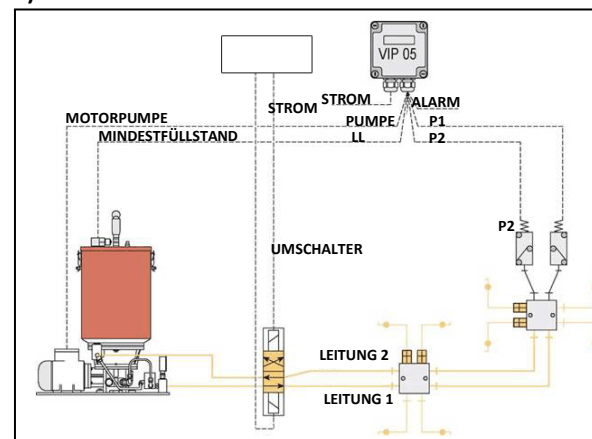 VIP 05
STROM
STROM
ALARM
MOTORPUMPE
PUMPE
P1
MINDESTFÜLLSTAND
LL
P2
P2
UMSCHALTER
LEITUNG 2
LEITUNG 1